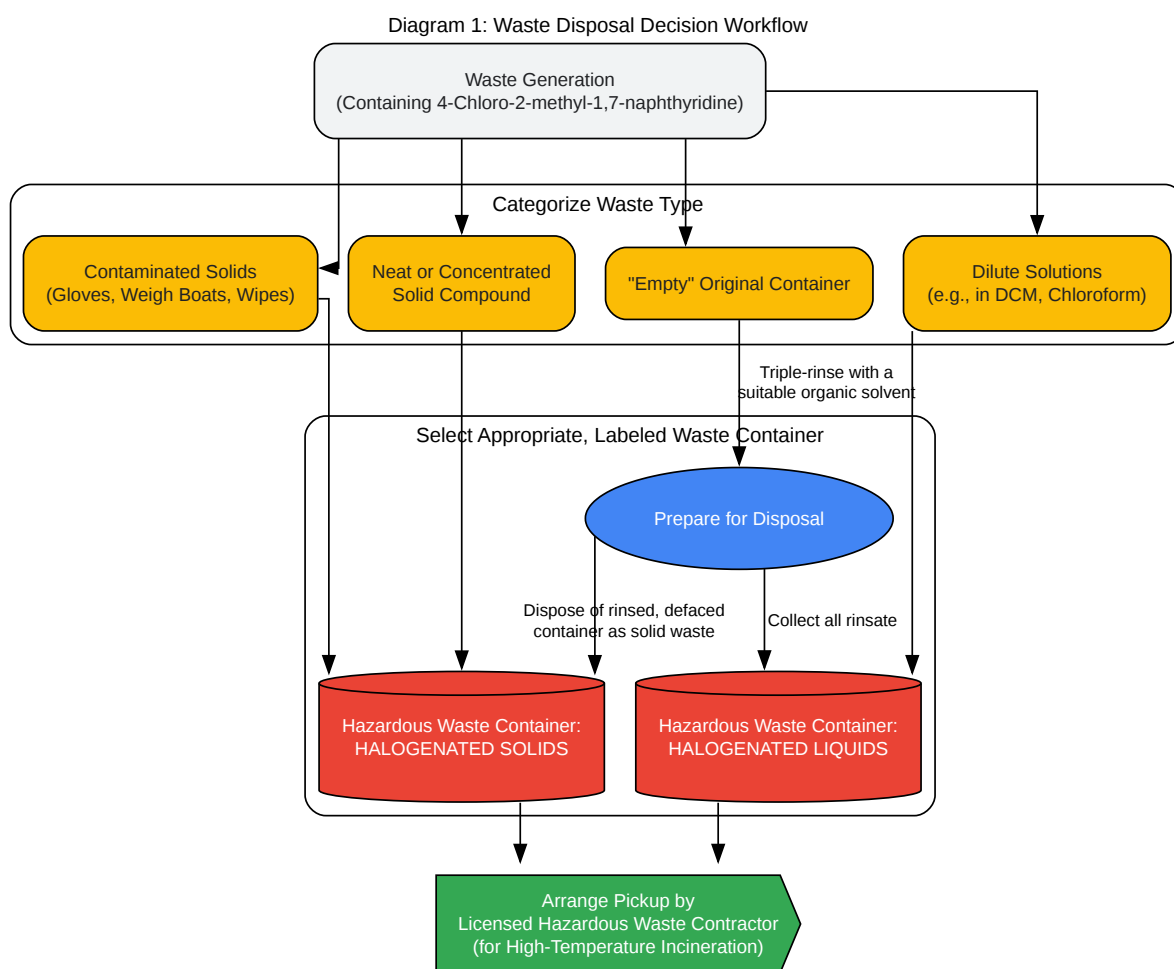 Diagram 1: Waste Disposal Decision Workflow
Waste Generation
(Containing 4-Chloro-2-methyl-1,7-naphthyridine)
Categorize Waste Type
Contaminated Solids
(Gloves, Weigh Boats, Wipes)
Neat or Concentrated
Solid Compound
"Empty" Original Container
Dilute Solutions
(e.g., in DCM, Chloroform)
Triple-rinse with a
suitable organic solvent
Select Appropriate, Labeled Waste Container
Prepare for Disposal
Dispose of rinsed, defaced
container as solid waste
Collect all rinsate
Hazardous Waste Container:
HALOGENATED SOLIDS
Hazardous Waste Container:
HALOGENATED LIQUIDS
Arrange Pickup by
Licensed Hazardous Waste Contractor
(for High-Temperature Incineration)